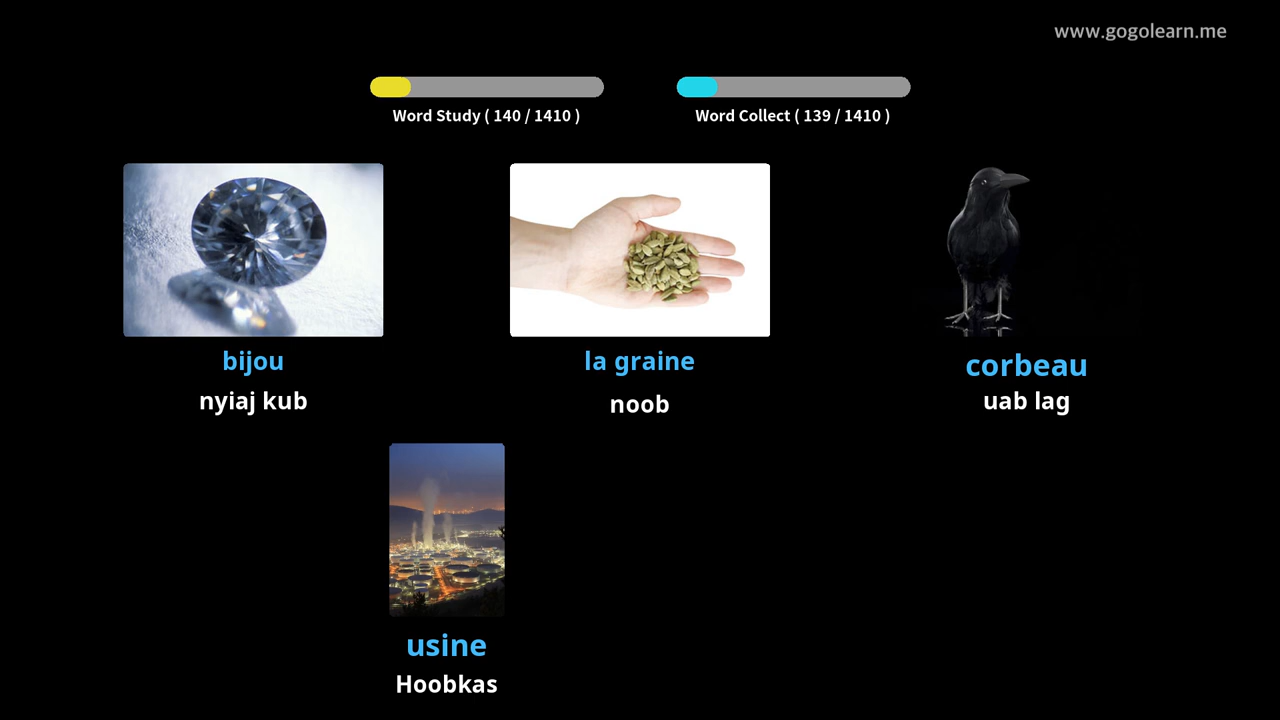 www.gogolearn.me
Word Study ( 140 / 1410 )
Word Collect ( 139 / 1410 )
bijou
nyiaj kub
la graine
noob
corbeau
uab lag
usine
Hoobkas